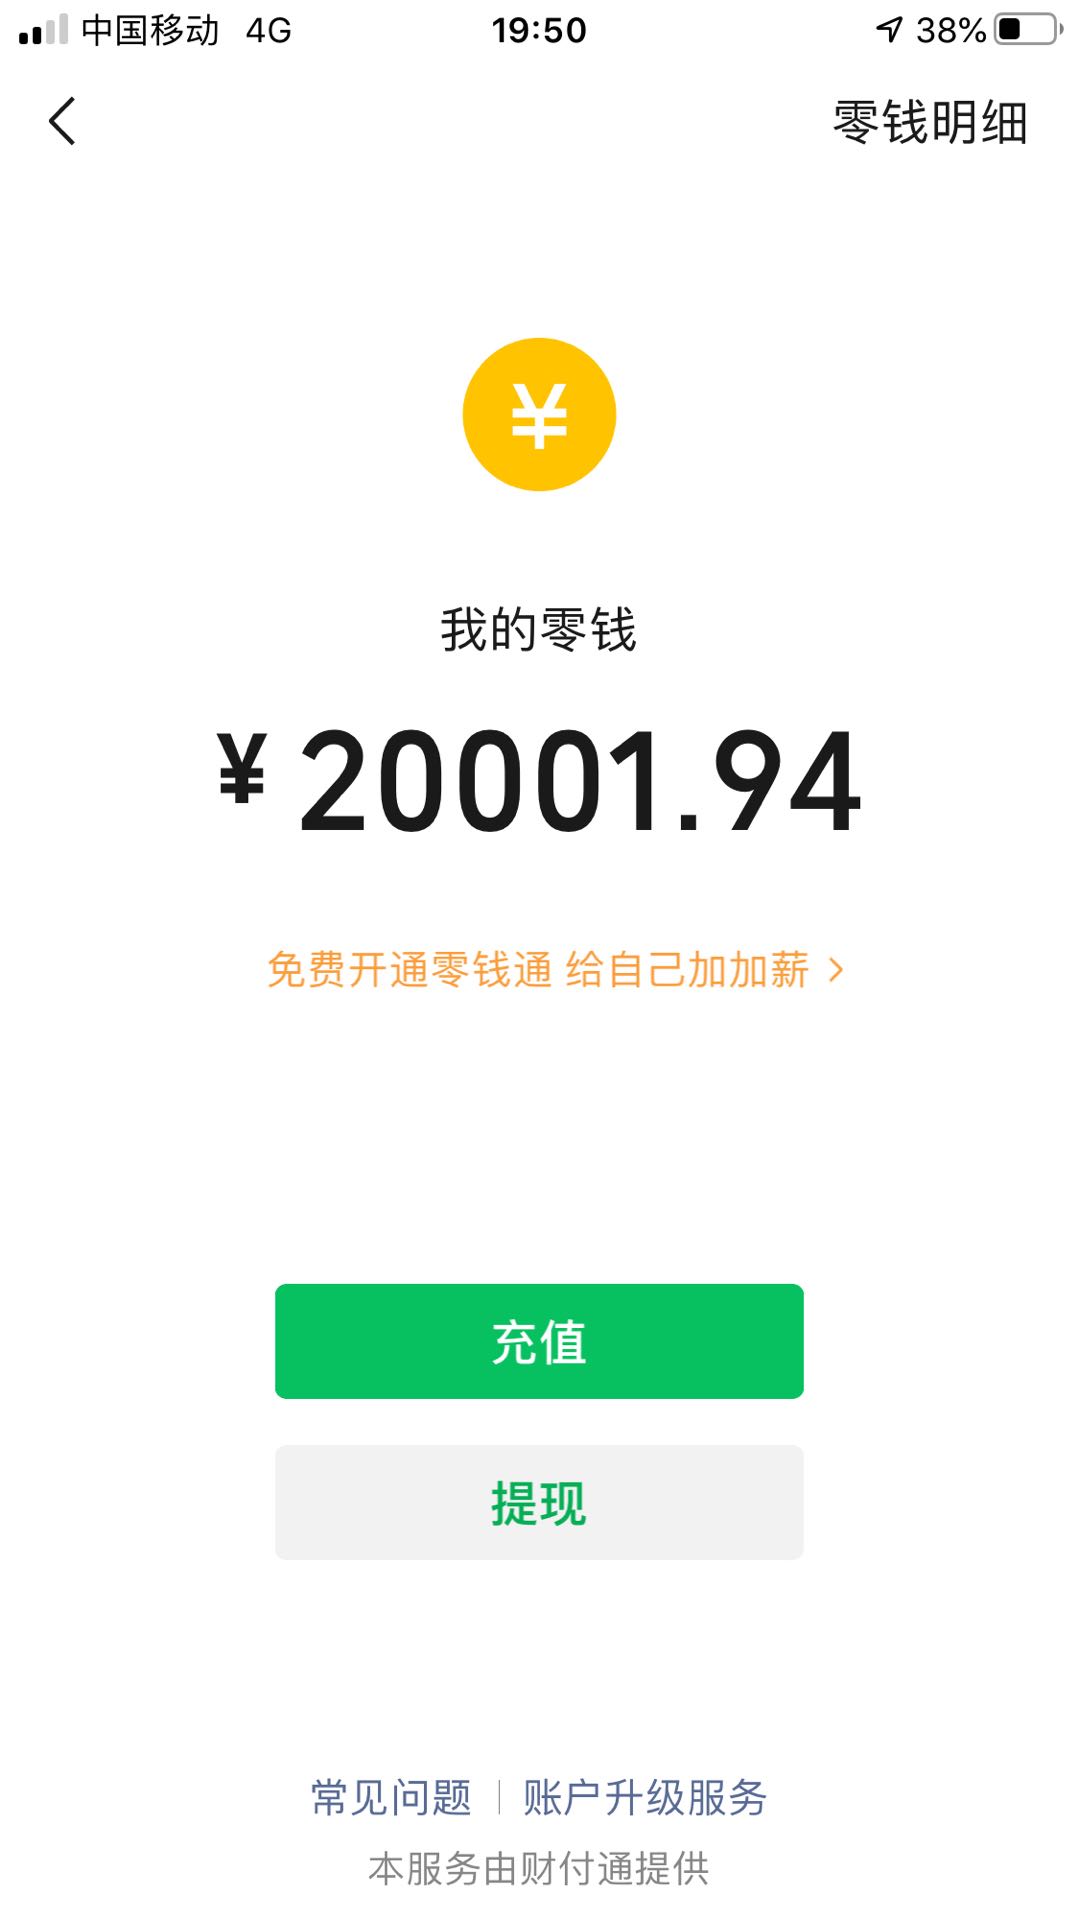 中国移动 4G 19:50 38%
零钱明细
¥
我的零钱
¥20001.94
免费开通零钱通 给自己加加薪 >
充值
提现
常见问题 | 账户升级服务
本服务由财付通提供